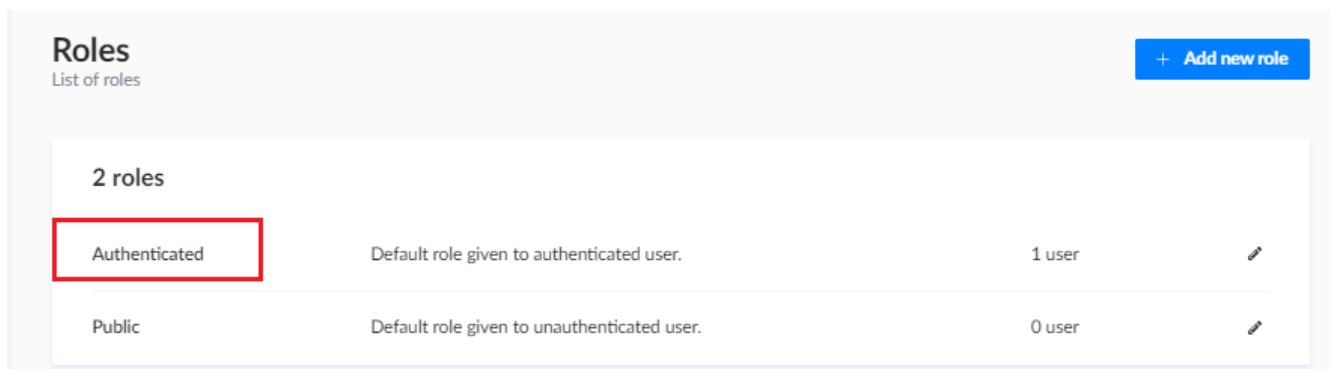 Roles
List of roles
+ Add new role
2 roles
Authenticated Default role given to authenticated user. 1 user
Public Default role given to unauthenticated user. 0 user